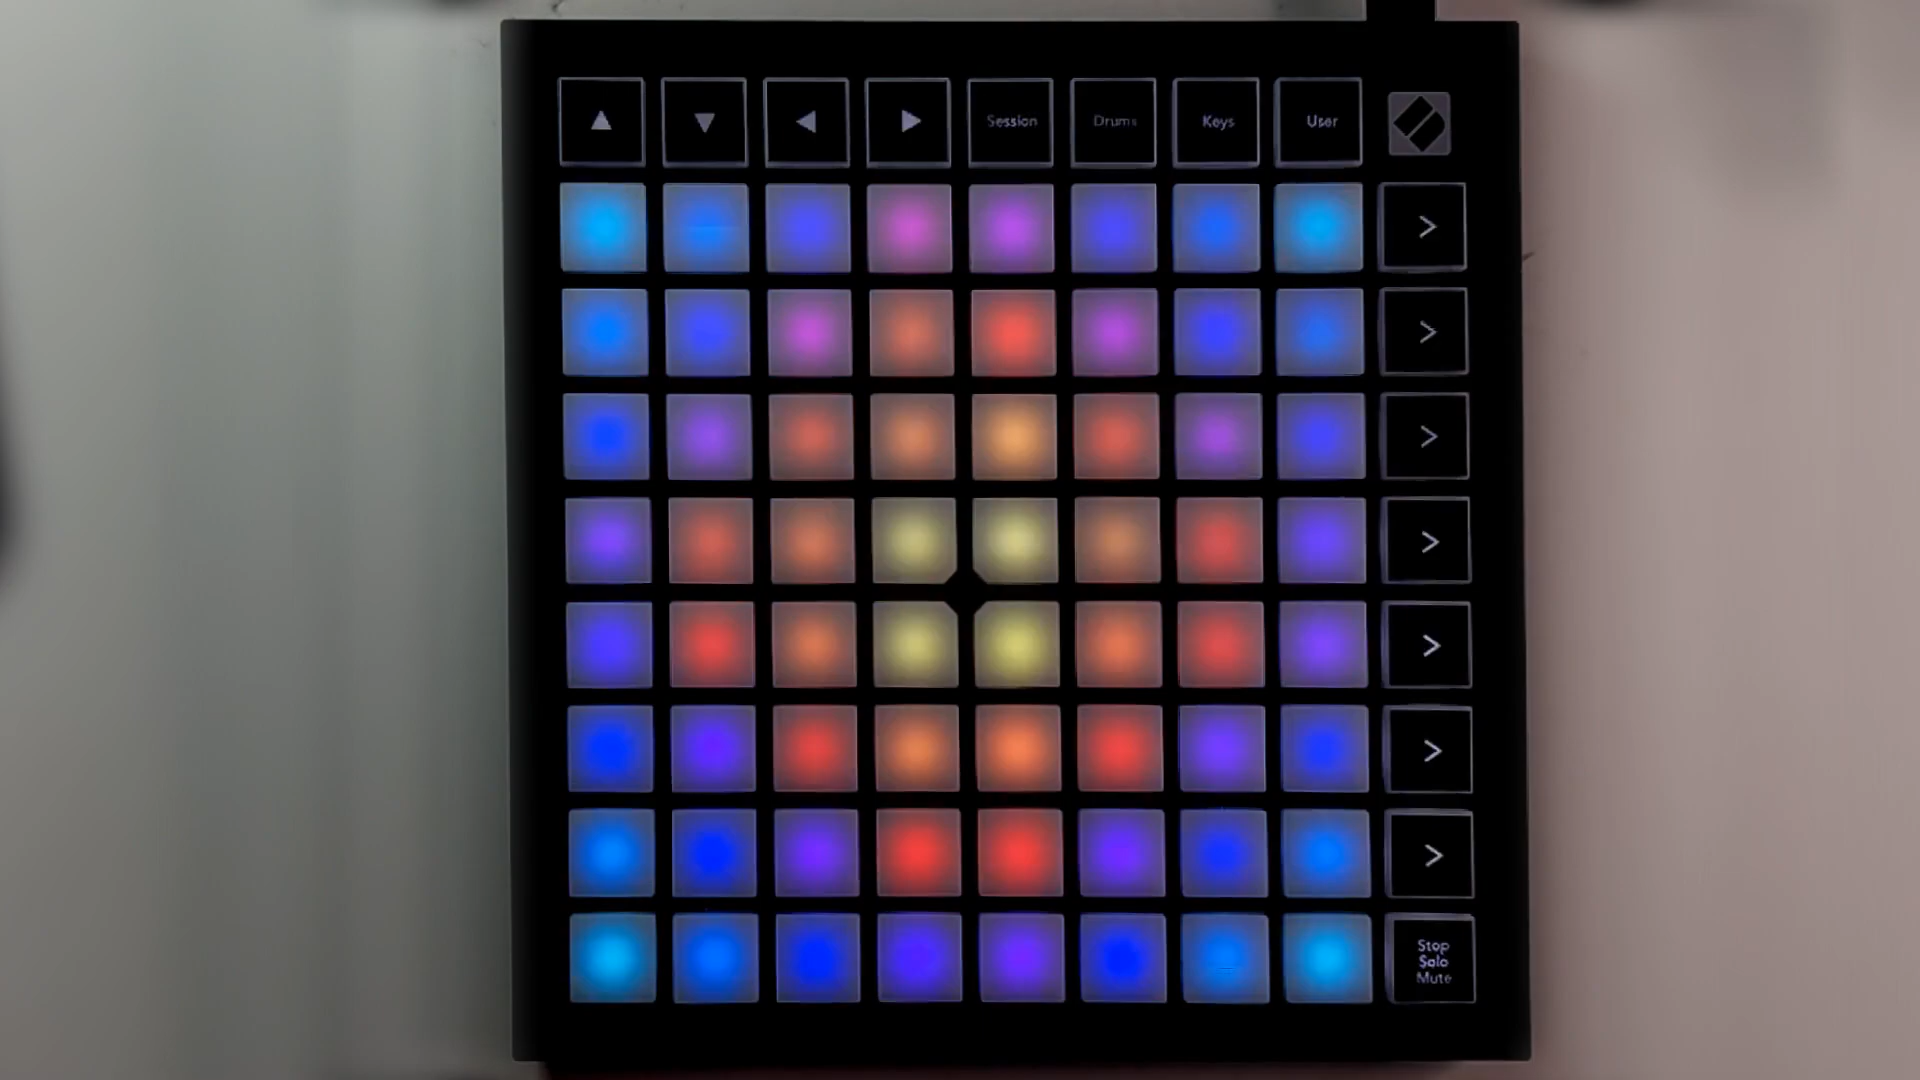 Session
Drums
Keys
User
>
>
>
>
>
>
>
Stop
Solo
Mute